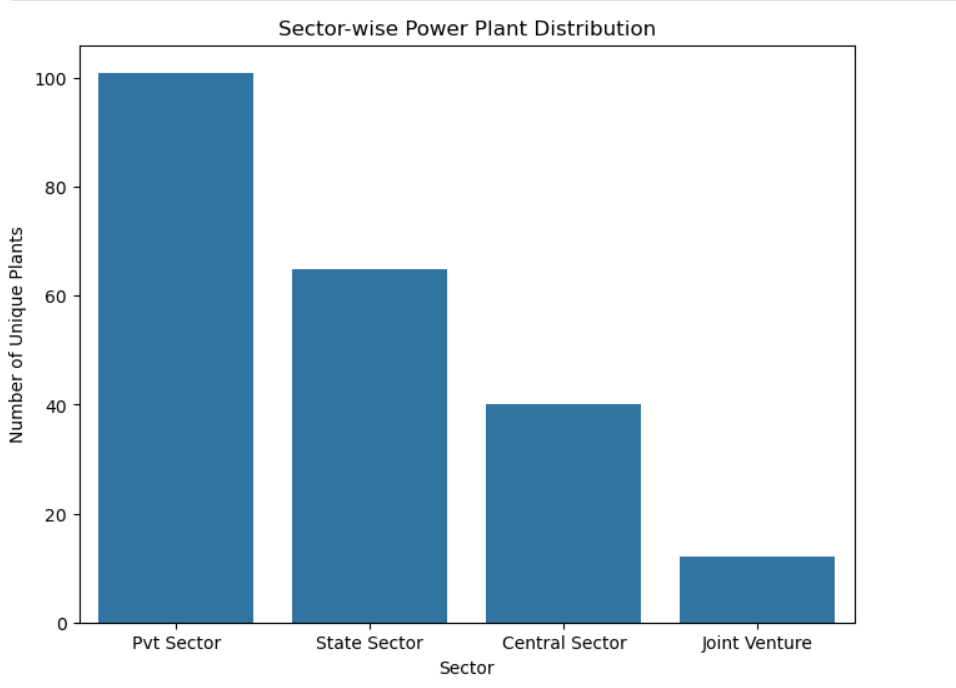 Sector-wise Power Plant Distribution
Number of Unique Plants
100
80
60
40
20
0
Pvt Sector State Sector Central Sector Joint Venture
Sector